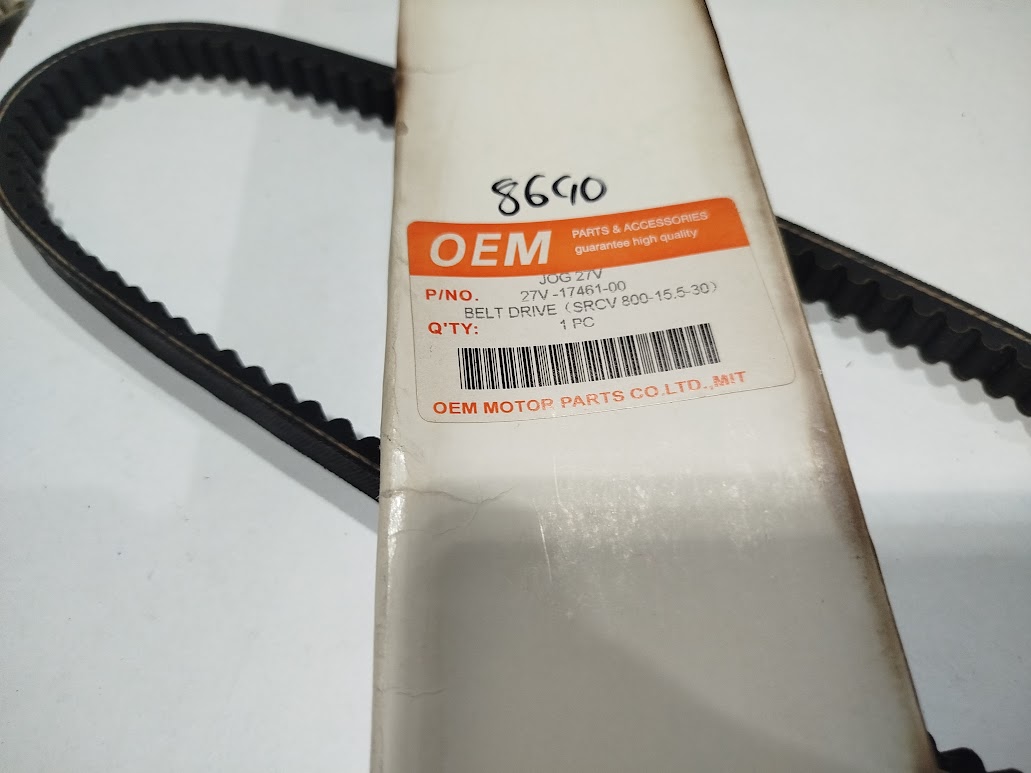 8690
OEM PARTS & ACCESSORIES
guarantee high quality
JOG 27V
P/NO. 27V-17461-00
BELT DRIVE (SRCV 800-15.5-30)
Q'TY: 1 PC
OEM MOTOR PARTS CO.LTD.,MIT